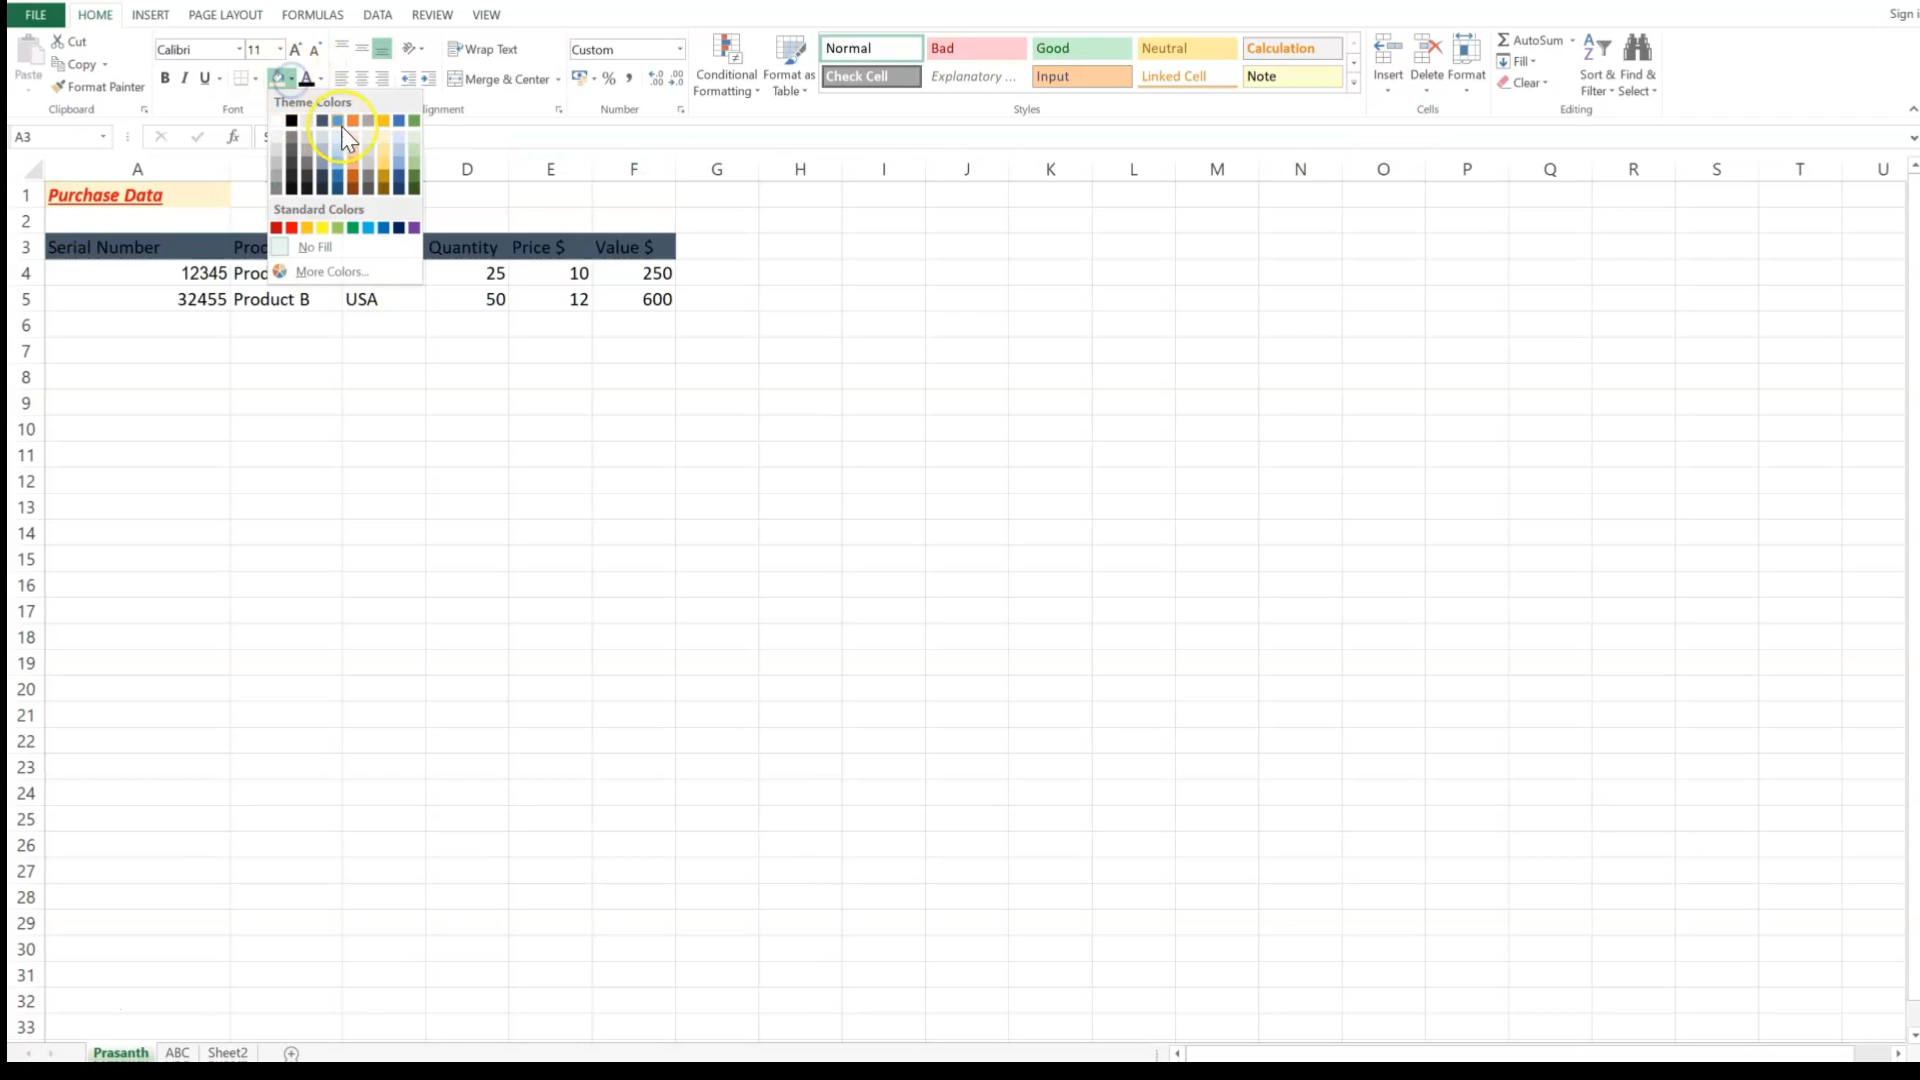 FILE HOME INSERT PAGE LAYOUT FORMULAS DATA REVIEW VIEW Sign i
Cut
Copy
Format Painter
Paste
Clipboard
Calibri 11
B I U
Font
Wrap Text
Merge & Center
lignment
Custom
Number
Conditional Formatting
Format as Table
Normal Bad Good Neutral Calculation
Check Cell Explanatory ... Input Linked Cell Note
Styles
Insert Delete Format
Cells
AutoSum
Fill
Clear
Sort & Filter
Find & Select
Editing
A3 fx S
Theme Colors
Standard Colors
No Fill
More Colors...
A D E F G H I J K L M N O P Q R S T U
1 Purchase Data
2
3 Serial Number Prod Quantity Price $ Value $
4 12345 Prod 25 10 250
5 32455 Product B USA 50 12 600
6
7
8
9
10
11
12
13
14
15
16
17
18
19
20
21
22
23
24
25
26
27
28
29
30
31
32
33
Prasanth ABC Sheet2